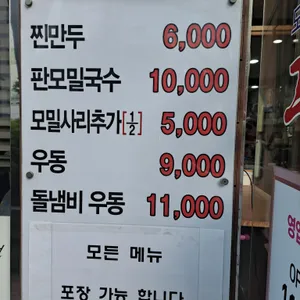 찐만두 6,000
판모밀국수 10,000
모밀사리추가[½] 5,000
우동 9,000
돌냄비 우동 11,000
모든 메뉴
포장 가능 합니다